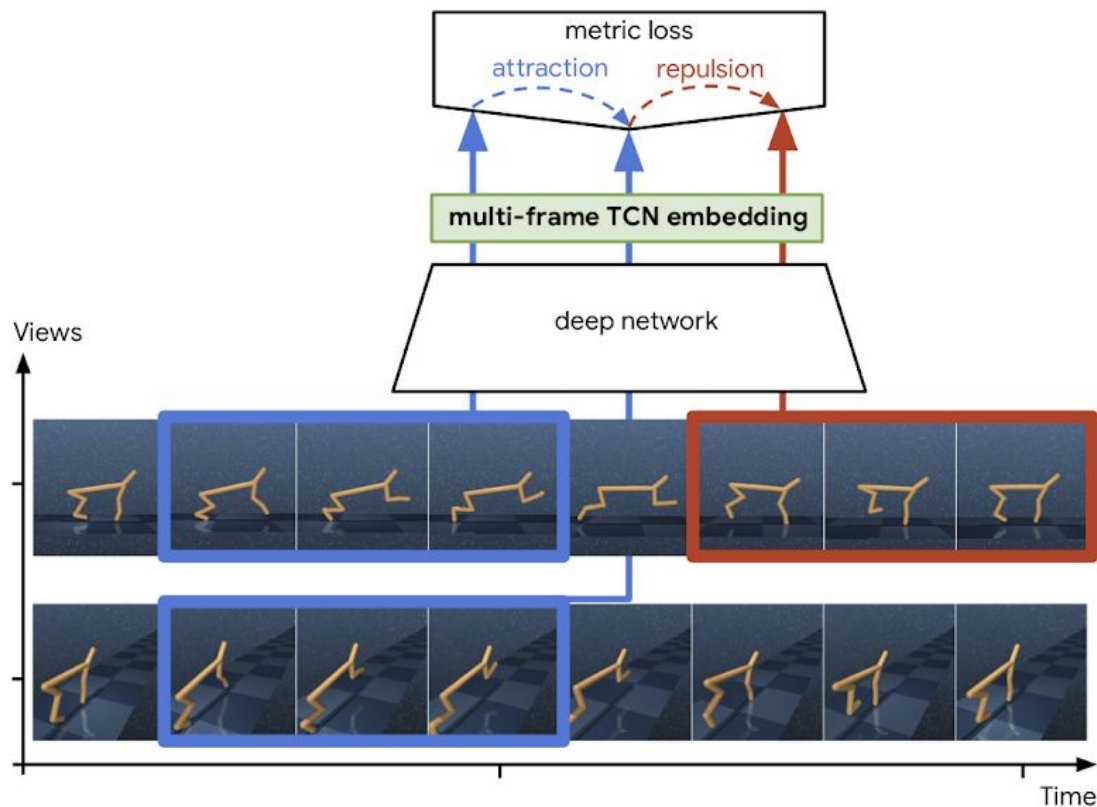 metric loss
attraction
repulsion
multi-frame TCN embedding
deep network
Views
Time